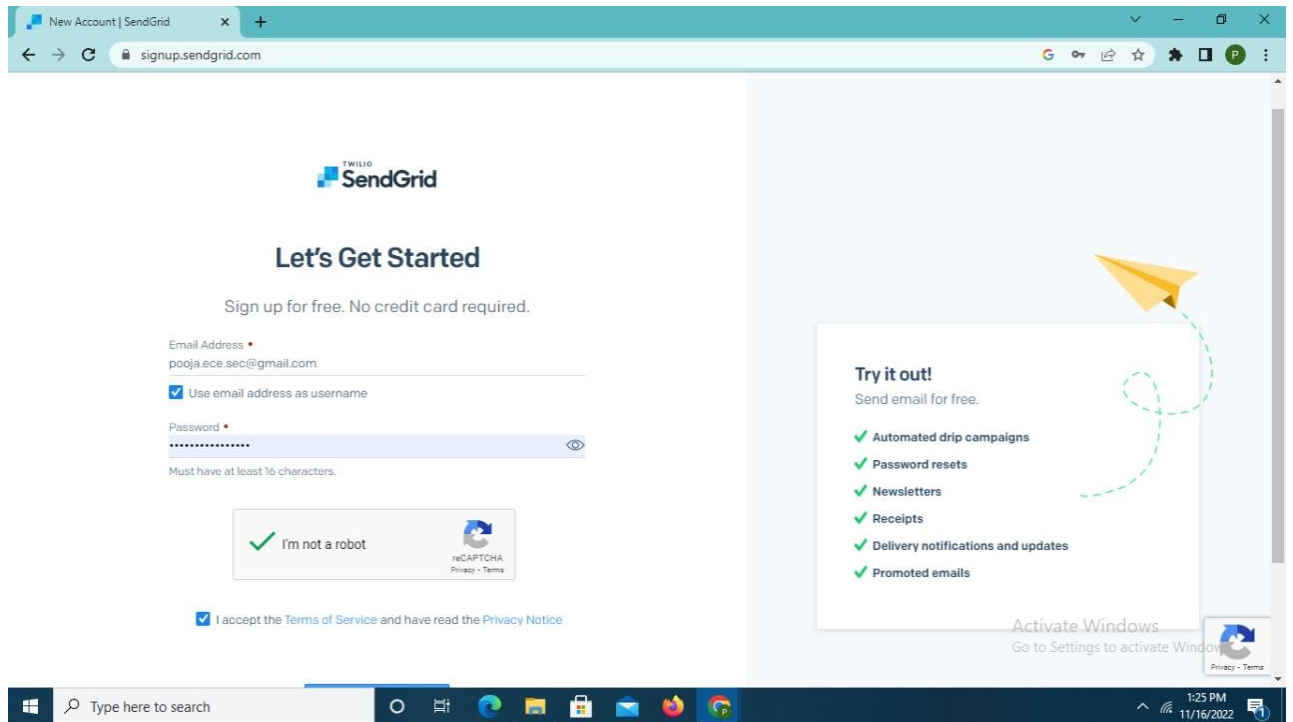 New Account | SendGrid
signup.sendgrid.com
G
P
TWILIO
SendGrid
Let's Get Started
Sign up for free. No credit card required.
Email Address •
pooja.ece.sec@gmail.com
Use email address as username
Password •
••••••••••••••••
Must have at least 16 characters.
I'm not a robot
reCAPTCHA
Privacy - Terms
I accept the Terms of Service and have read the Privacy Notice
Try it out!
Send email for free.
Automated drip campaigns
Password resets
Newsletters
Receipts
Delivery notifications and updates
Promoted emails
Activate Windows
Go to Settings to activate Windows
Privacy - Terms
Type here to search
1:25 PM
11/16/2022
1